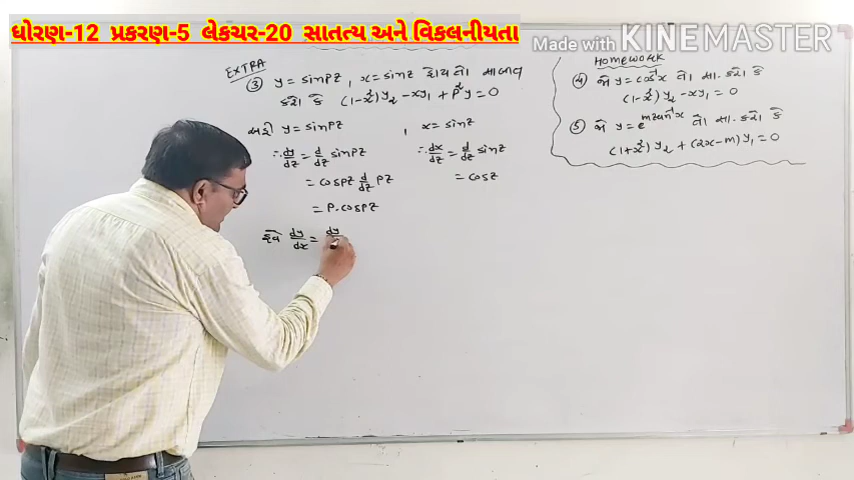 ધોરણ-12 પ્રકરણ-5 લેકચર-20 સાતત્ય અને વિકલનીયતા
Made with KINEMASTER
EXTRA
③ y = sinpz , x = sinz હોય તો સાબિત
કરો કે (1-x²)y₂ - xy₁ + p²y = 0
અહીં y = sinpz , x = sinz
∴ dy/dz = d/dz sinpz ∴ dx/dz = d/dz sinz
= cospz d/dz pz = cosz
= p.cospz
હવે dy/dx = dy
HOMEWORK
④ જો y = cos⁻¹x તો સા. કરો કે
(1-x²)y₂ - xy₁ = 0
⑤ જો y = e^(mtan⁻¹x) તો સા. કરો કે
(1+x²)y₂ + (2x-m)y₁ = 0